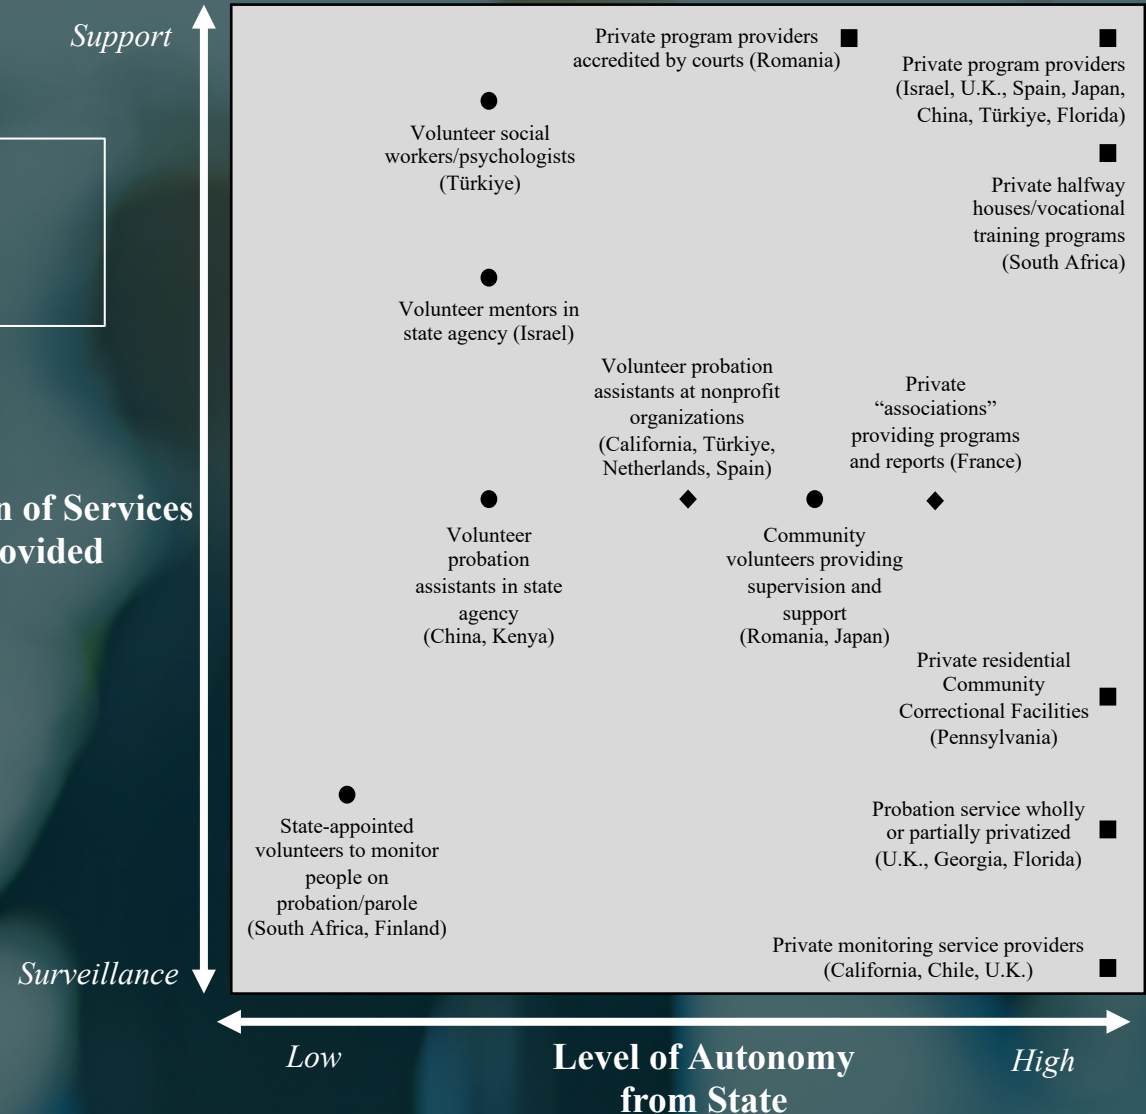 Support
Private program providers
accredited by courts (Romania)
Private program providers
(Israel, U.K., Spain, Japan,
China, Türkiye, Florida)
Volunteer social
workers/psychologists
(Türkiye)
Private halfway
houses/vocational
training programs
(South Africa)
Volunteer mentors in
state agency (Israel)
Volunteer probation
assistants at nonprofit
organizations
(California, Türkiye,
Netherlands, Spain)
Private
“associations”
providing programs
and reports (France)
of Services
Volunteer
probation
assistants in state
agency
(China, Kenya)
Community
volunteers providing
supervision and
support
(Romania, Japan)
Private residential
Community
Correctional Facilities
(Pennsylvania)
State-appointed
volunteers to monitor
people on
probation/parole
(South Africa, Finland)
Probation service wholly
or partially privatized
(U.K., Georgia, Florida)
Private monitoring service providers
(California, Chile, U.K.)
Surveillance
Low
Level of Autonomy
from State
High